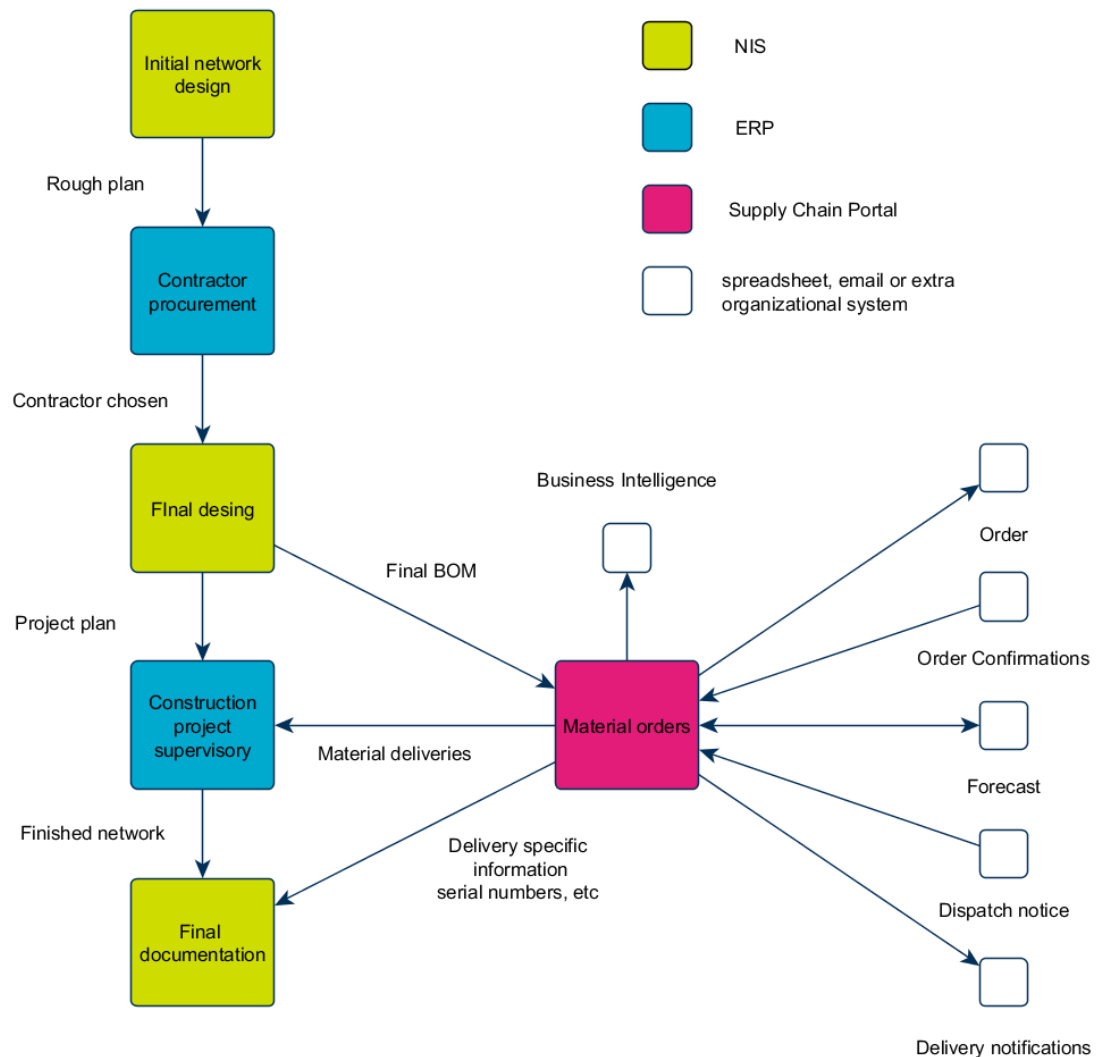 Initial network
design
NIS
ERP
Rough plan
Supply Chain Portal
Contractor
procurement
spreadsheet, email or extra
organizational system
Contractor chosen
Business Intelligence
FInal desing
Order
Final BOM
Project plan
Order Confirmations
Construction
project
supervisory
Material orders
Material deliveries
Forecast
Finished network
Delivery specific
information
serial numbers, etc
Dispatch notice
Final
documentation
Delivery notifications